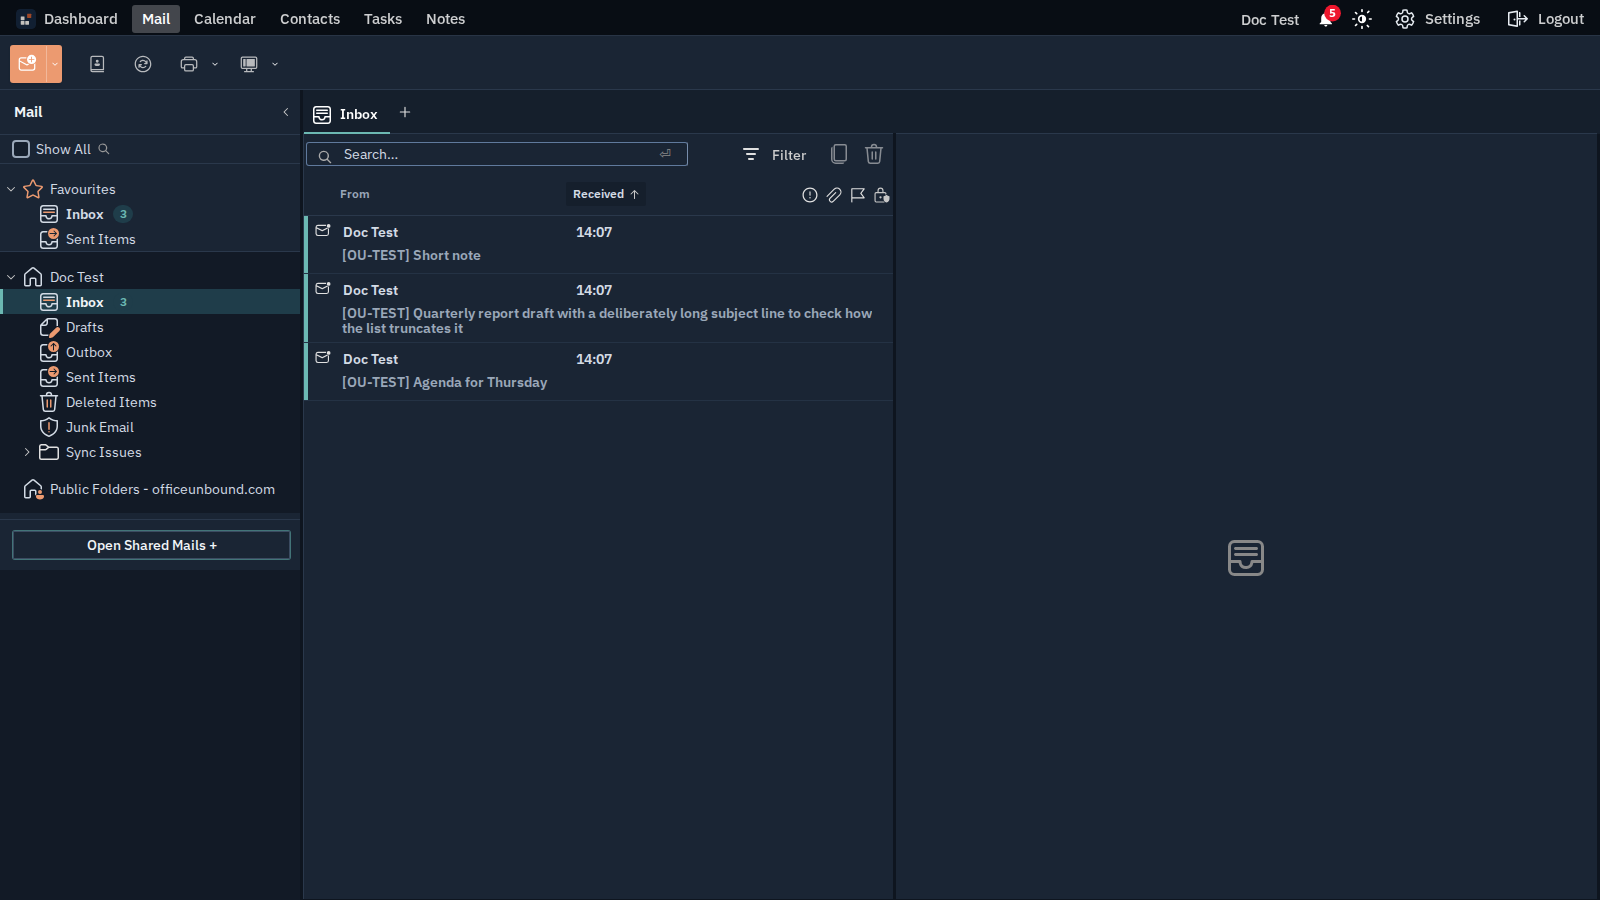 Dashboard Mail Calendar Contacts Tasks Notes Doc Test 5 Settings Logout
Mail
Inbox
Show All
Search...
Filter
Favourites
From Received
Inbox 3
Sent Items
Doc Test 14:07
[OU-TEST] Short note
Doc Test
Inbox 3
Drafts
Outbox
Sent Items
Deleted Items
Junk Email
Sync Issues
Public Folders - officeunbound.com
Open Shared Mails +
Doc Test 14:07
[OU-TEST] Quarterly report draft with a deliberately long subject line to check how
the list truncates it
Doc Test 14:07
[OU-TEST] Agenda for Thursday